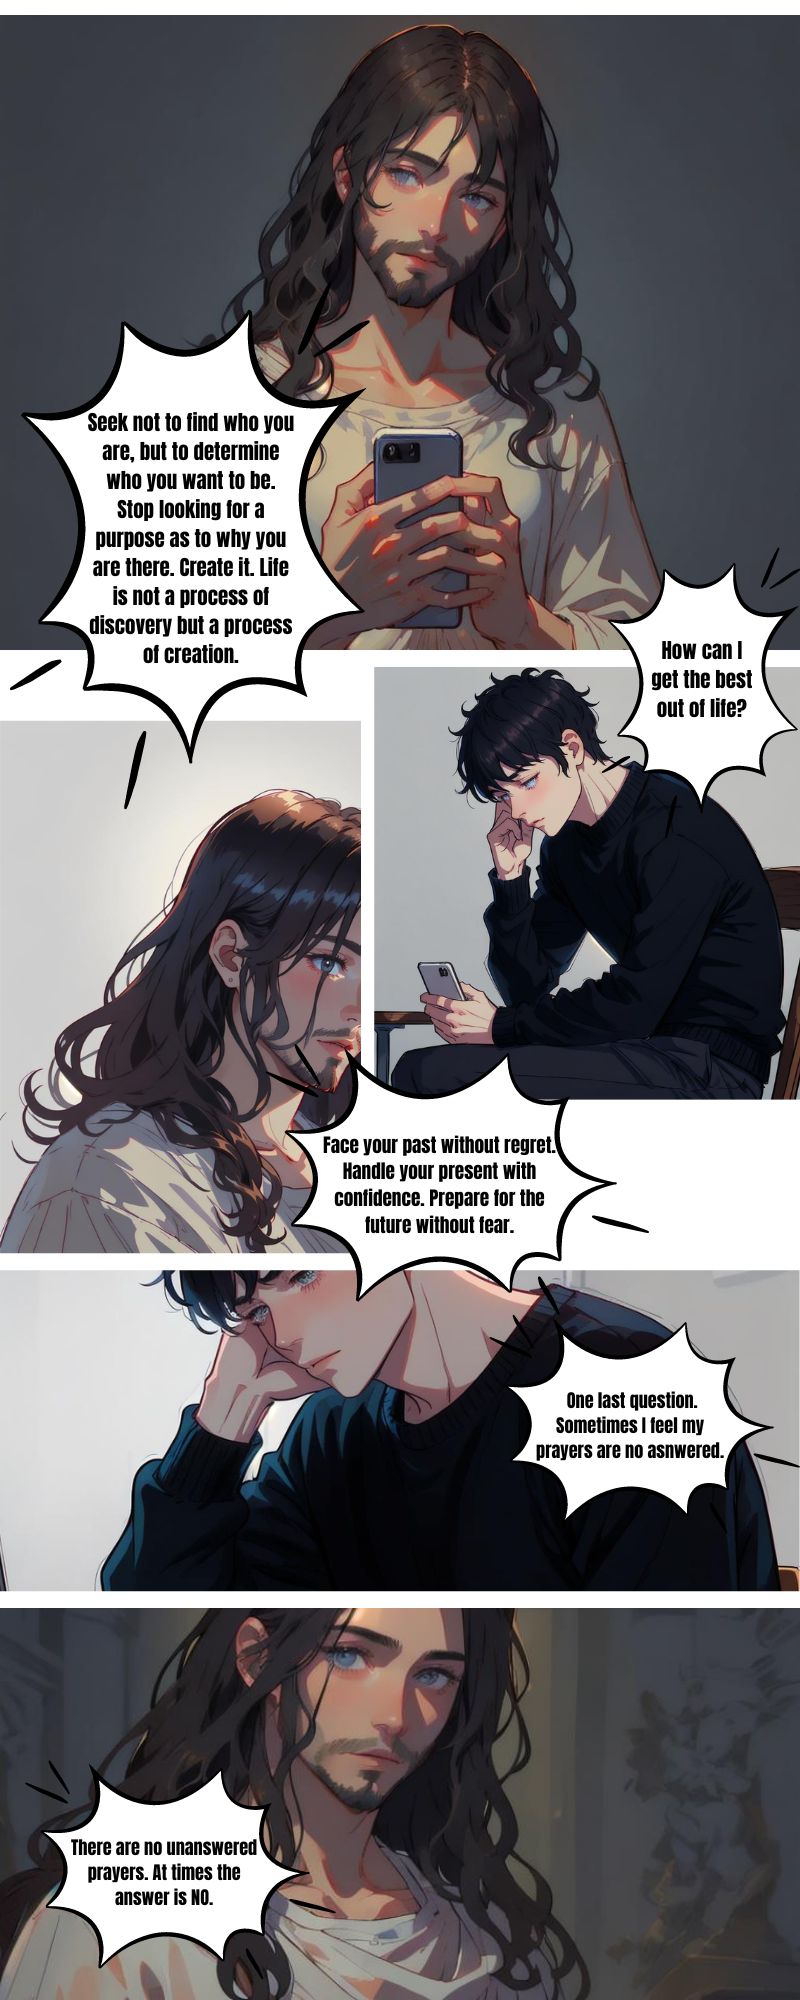 Seek not to find who you
are, but to determine
who you want to be.
Stop looking for a
purpose as to why you
are there. Create it. Life
is not a process of
discovery but a process
of creation.
How can I
get the best
out of life?
Face your past without regret.
Handle your present with
confidence. Prepare for the
future without fear.
One last question.
Sometimes I feel my
prayers are no asnwered.
There are no unanswered
prayers. At times the
answer is NO.